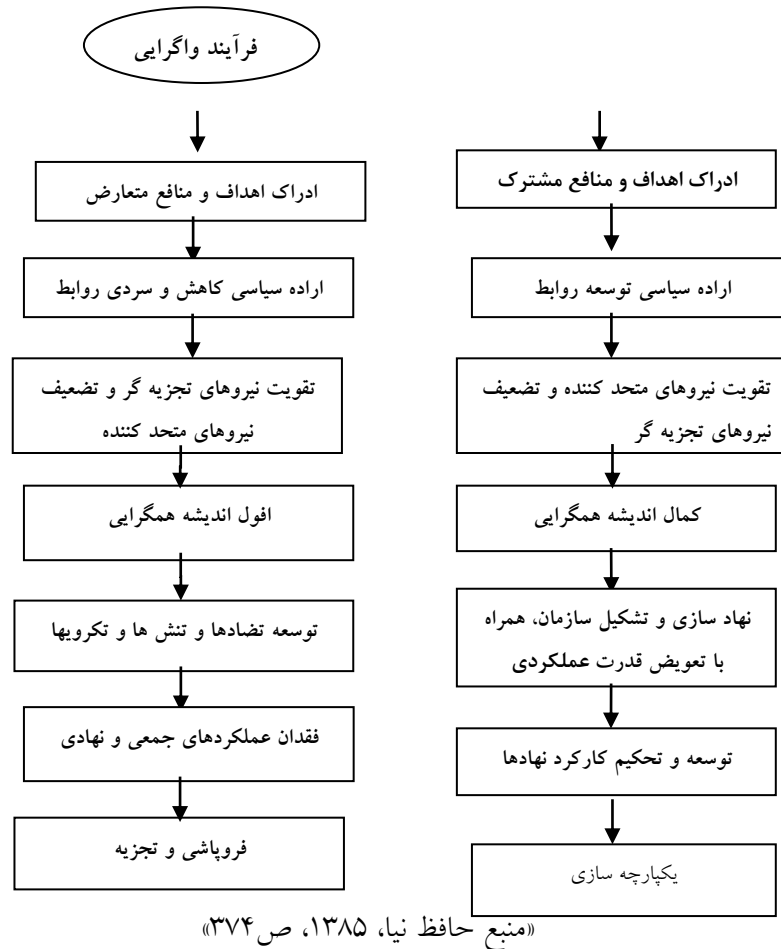 فرآیند واگرایی
ادراک اهداف و منافع مشترک
اراده سیاسی توسعه روابط
تقویت نیروهای متحد کننده و تضعیف
نیروهای تجزیه گر
کمال اندیشه همگرایی
نهاد سازی و تشکیل سازمان، همراه
با تعویض قدرت عملکردی
توسعه و تحکیم کارکرد نهادها
یکپارچه سازی
ادراک اهداف و منافع متعارض
اراده سیاسی کاهش و سردی روابط
تقویت نیروهای تجزیه گر و تضعیف
نیروهای متحد کننده
افول اندیشه همگرایی
توسعه تضادها و تنش ها و تکرویها
فقدان عملکردهای جمعی و نهادی
فروپاشی و تجزیه
«منبع حافظ نیا، ۱۳۸۵، ص۳۷۴»